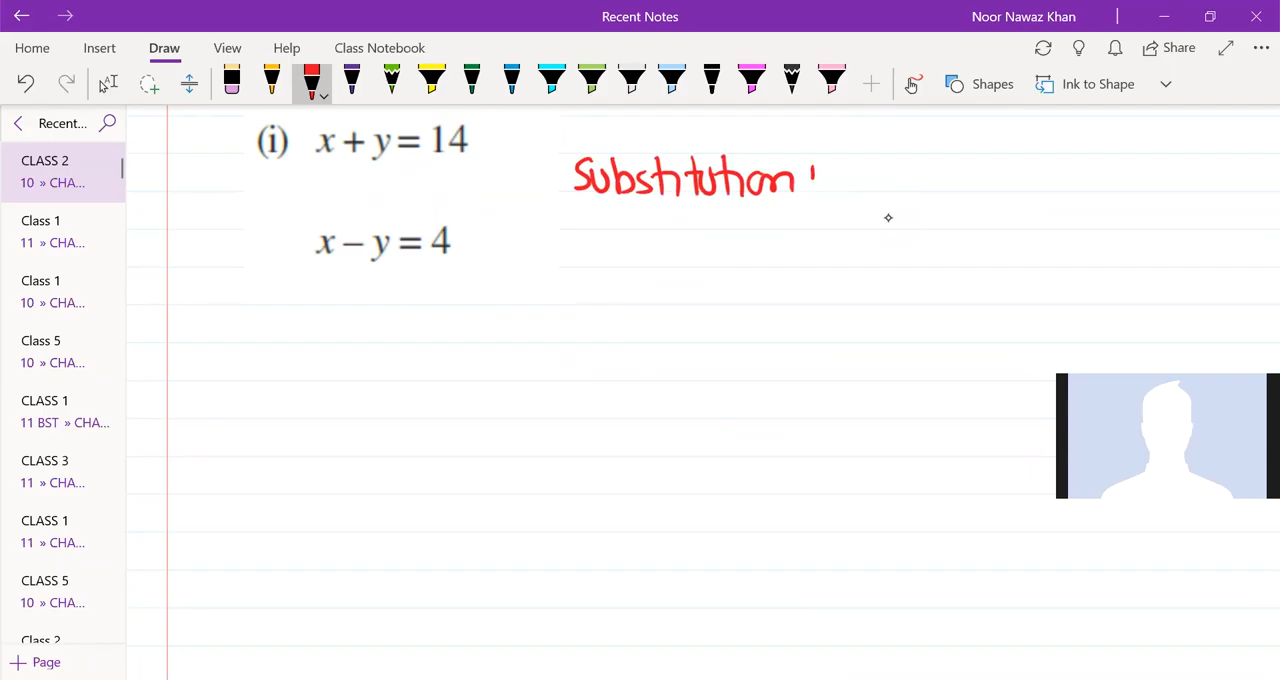 Recent Notes
Noor Nawaz Khan
Home Insert Draw View Help Class Notebook
Share
Shapes
Ink to Shape
Recent...
CLASS 2
10 » CHA...
Class 1
11 » CHA...
Class 1
10 » CHA...
Class 5
10 » CHA...
CLASS 1
11 BST » CHA...
CLASS 3
11 » CHA...
CLASS 1
11 » CHA...
CLASS 5
10 » CHA...
Class 2
Page
(i) x + y = 14
Substitution
x – y = 4